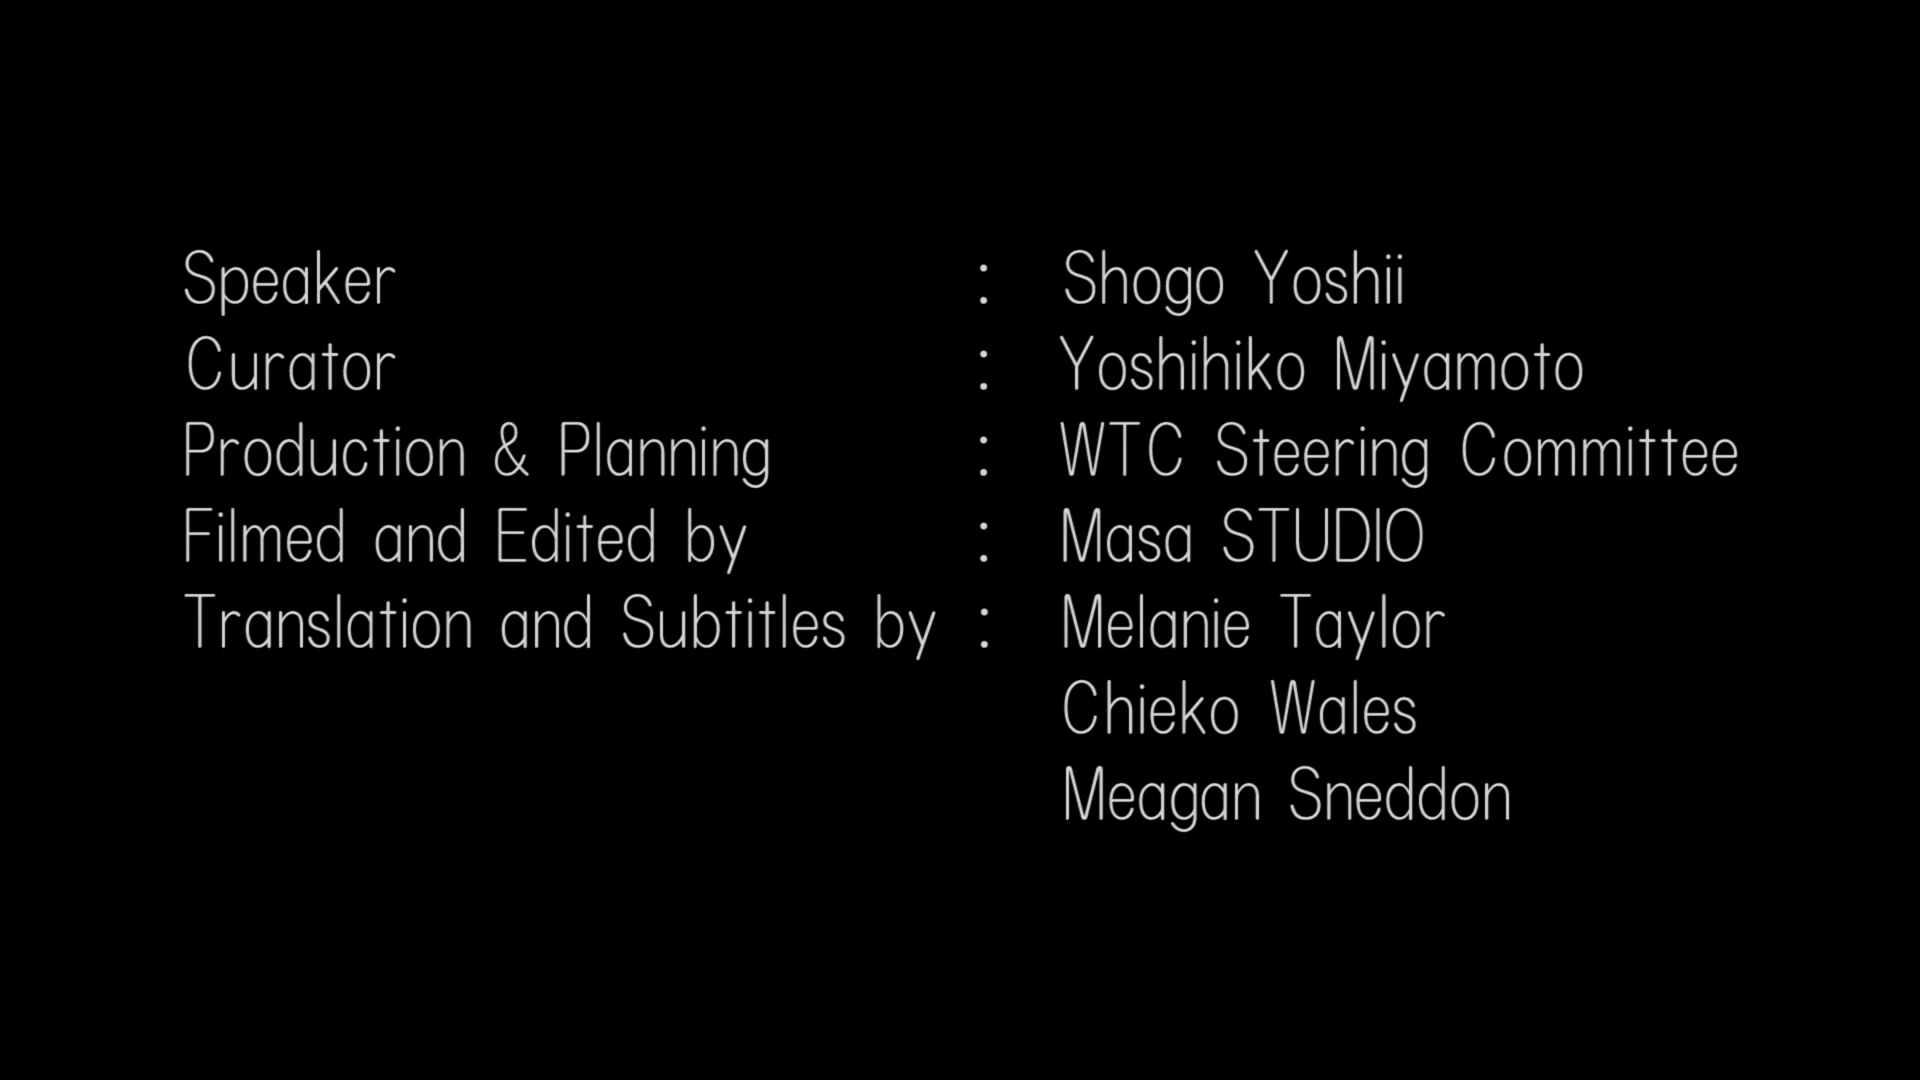 Speaker : Shogo Yoshii
Curator : Yoshihiko Miyamoto
Production & Planning : WTC Steering Committee
Filmed and Edited by : Masa STUDIO
Translation and Subtitles by : Melanie Taylor
Chieko Wales
Meagan Sneddon